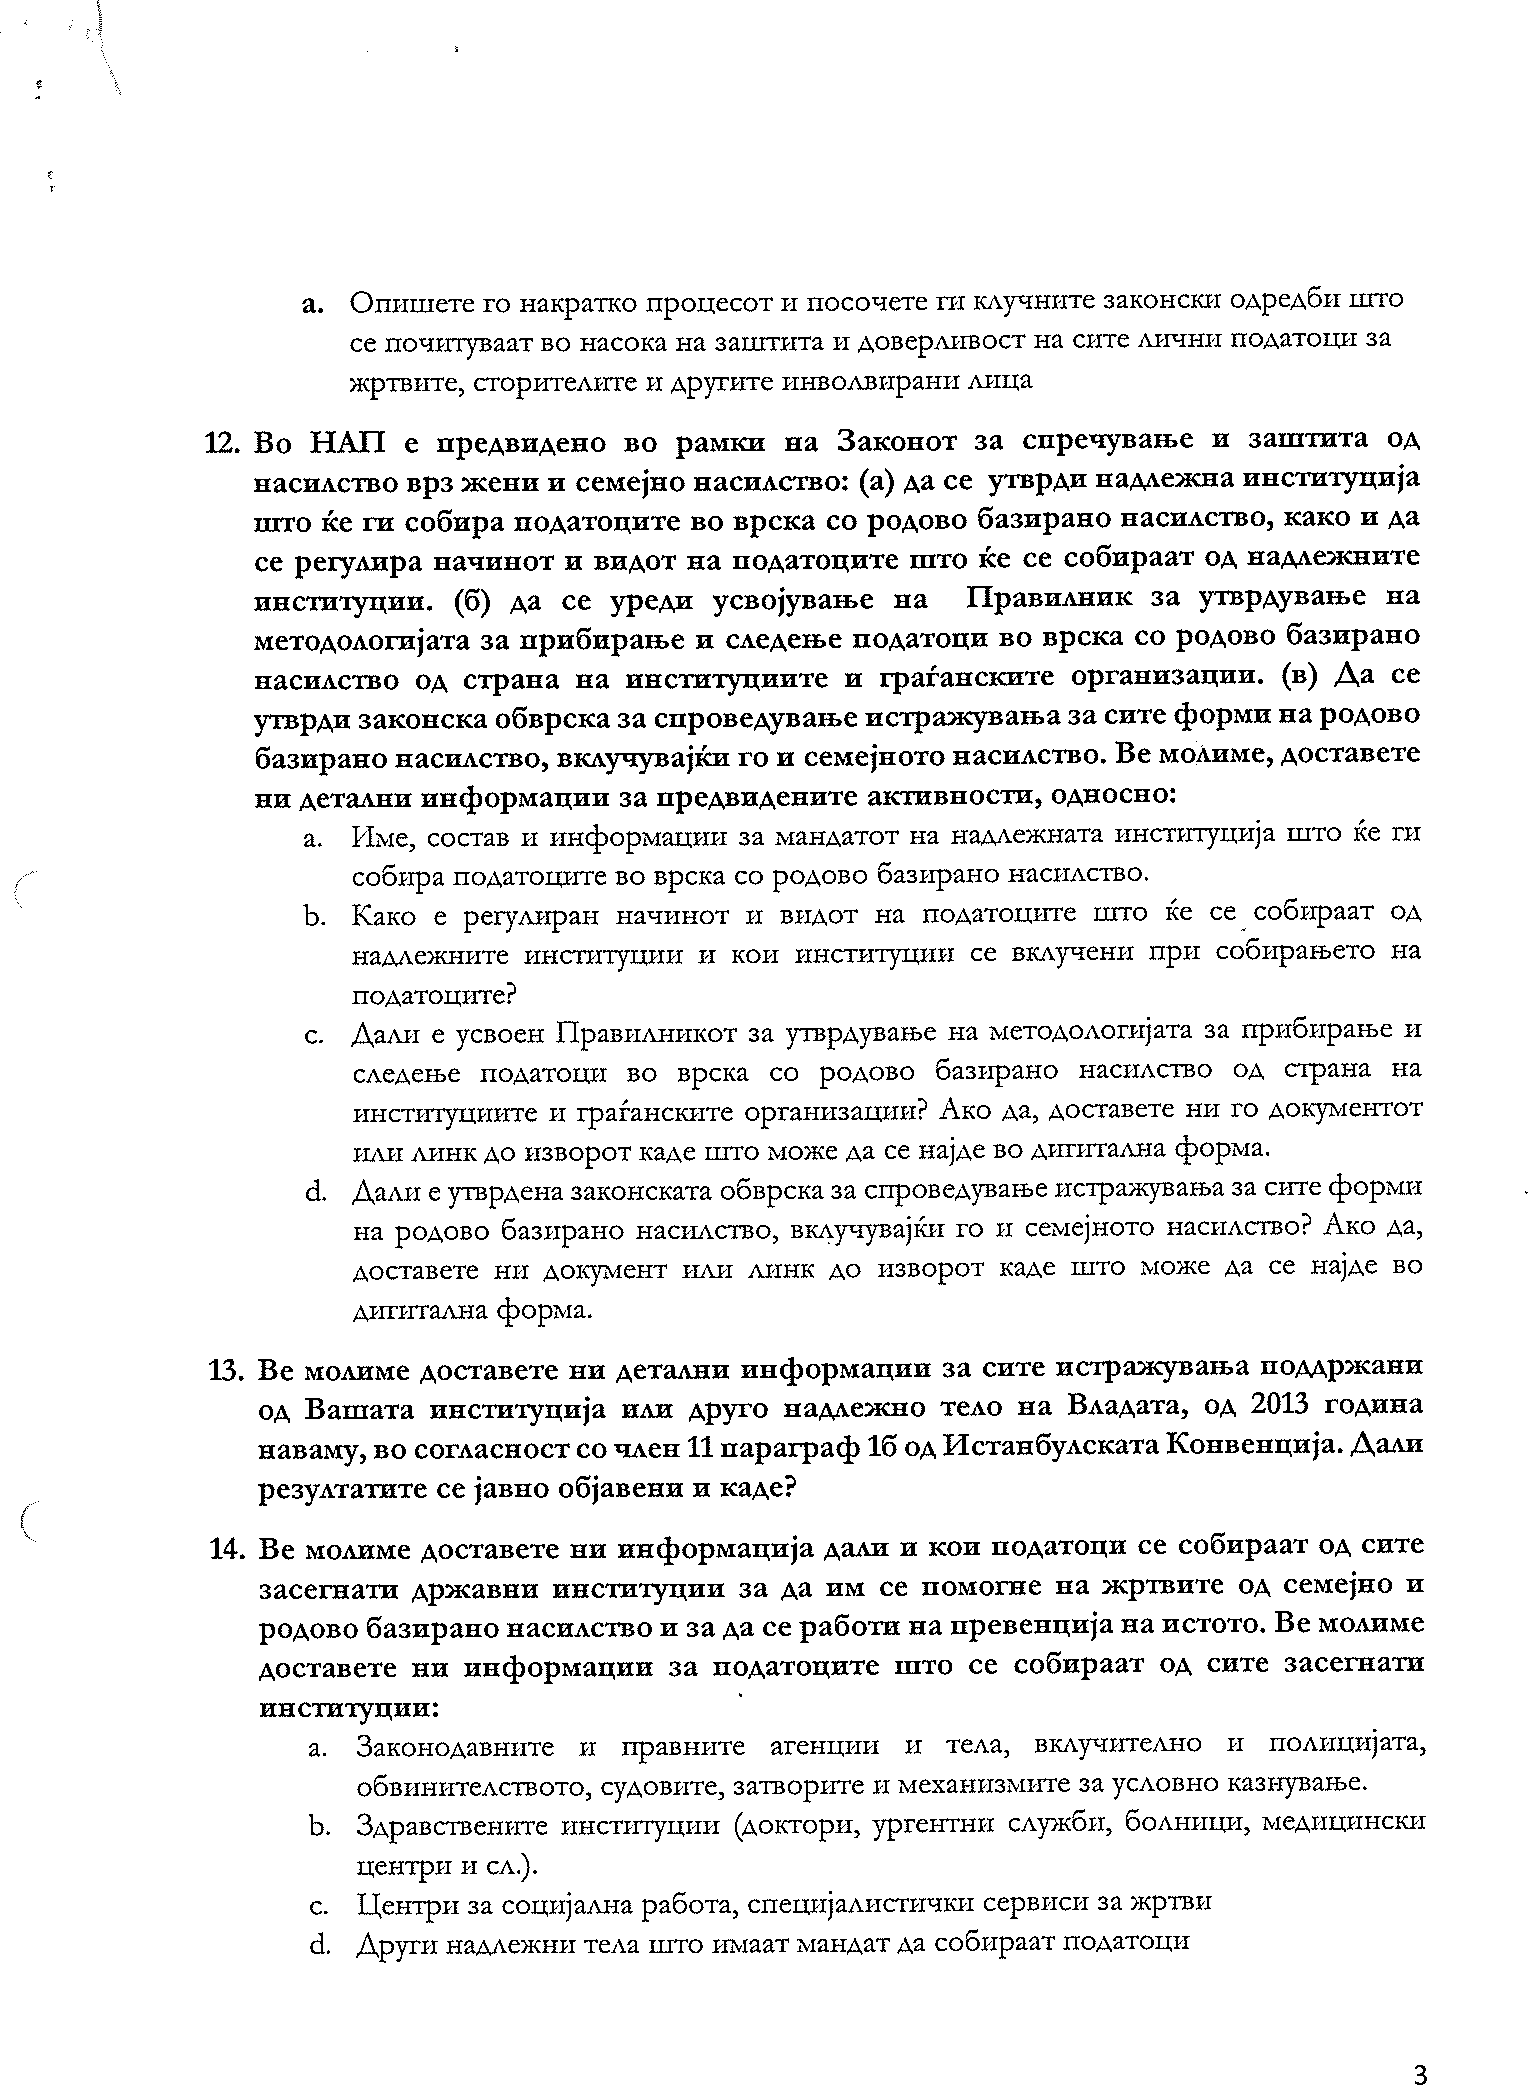 a. Опишете го накратко процесот и посочете ги клучните законски одредби што
се почитуваат во насока на заштита и доверливост на сите лични податоци за
жртвите, сторителите и другите инволвирани лица
12. Во НАП е предвидено во рамки на Законот за спречување и заштита од
насилство врз жени и семејно насилство: (а) да се утврди надлежна институција
што ќе ги собира податоците во врска со родово базирано насилство, како и да
се регулира начинот и видот на податоците што ќе се собираат од надлежните
институции. (б) да се уреди усвојување на Правилник за утврдување на
методологијата за прибирање и следење податоци во врска со родово базирано
насилство од страна на институциите и граѓанските организации. (в) Да се
утврди законска обврска за спроведување истражувања за сите форми на родово
базирано насилство, вклучувајќи го и семејното насилство. Ве молиме, доставете
ни детални информации за предвидените активности, односно:
a. Име, состав и информации за мандатот на надлежната институција што ќе ги
собира податоците во врска со родово базирано насилство.
b. Како е регулиран начинот и видот на податоците што ќе се собираат од
надлежните институции и кои институции се вклучени при собирањето на
податоците?
c. Дали е усвоен Правилникот за утврдување на методологијата за прибирање и
следење податоци во врска со родово базирано насилство од страна на
институциите и граѓанските организации? Ако да, доставете ни го документот
или линк до изворот каде што може да се најде во дигитална форма.
d. Дали е утврдена законската обврска за спроведување истражувања за сите форми
на родово базирано насилство, вклучувајќи го и семејното насилство? Ако да,
доставете ни документ или линк до изворот каде што може да се најде во
дигитална форма.
13. Ве молиме доставете ни детални информации за сите истражувања поддржани
од Вашата институција или друго надлежно тело на Владата, од 2013 година
наваму, во согласност со член 11 параграф 1б од Истанбулската Конвенција. Дали
резултатите се јавно објавени и каде?
14. Ве молиме доставете ни информација дали и кои податоци се собираат од сите
засегнати државни институции за да им се помогне на жртвите од семејно и
родово базирано насилство и за да се работи на превенција на истото. Ве молиме
доставете ни информации за податоците што се собираат од сите засегнати
институции:
a. Законодавните и правните агенции и тела, вклучително и полицијата,
обвинителството, судовите, затворите и механизмите за условно казнување.
b. Здравствените институции (доктори, ургентни служби, болници, медицински
центри и сл.).
c. Центри за социјална работа, специјалистички сервиси за жртви
d. Други надлежни тела што имаат мандат да собираат податоци
3